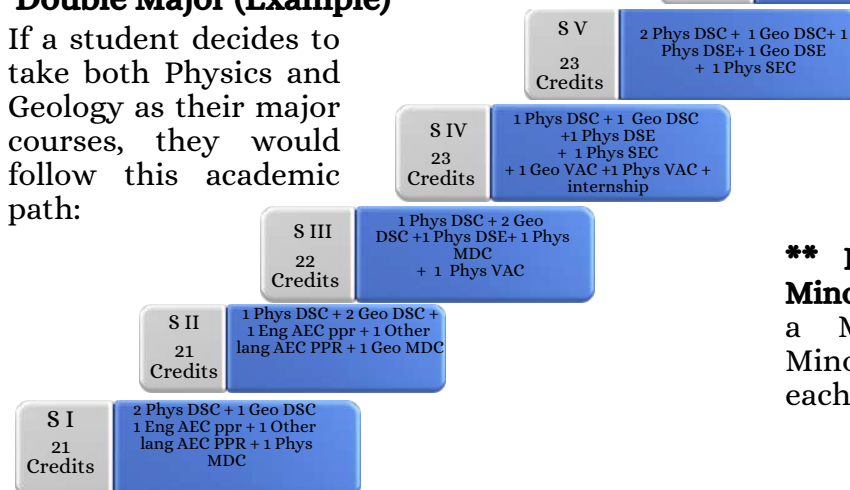 Double Major (Example)
If a student decides to
take both Physics and
Geology as their major
courses, they would
follow this academic
path:
S V
23
Credits
2 Phys DSC + 1 Geo DSC+ 1
Phys DSE+ 1 Geo DSE
+ 1 Phys SEC
S IV
23
Credits
1 Phys DSC + 1 Geo DSC
+1 Phys DSE
+ 1 Phys SEC
+ 1 Geo VAC +1 Phys VAC +
internship
S III
22
Credits
1 Phys DSC + 2 Geo
DSC +1 Phys DSE+ 1 Phys
MDC
+ 1 Phys VAC
S II
21
Credits
1 Phys DSC + 2 Geo DSC +
1 Eng AEC ppr + 1 Other
lang AEC PPR + 1 Geo MDC
S I
21
Credits
2 Phys DSC + 1 Geo DSC
1 Eng AEC ppr + 1 Other
lang AEC PPR + 1 Phys
MDC
**
Mino
a M
Mino
each